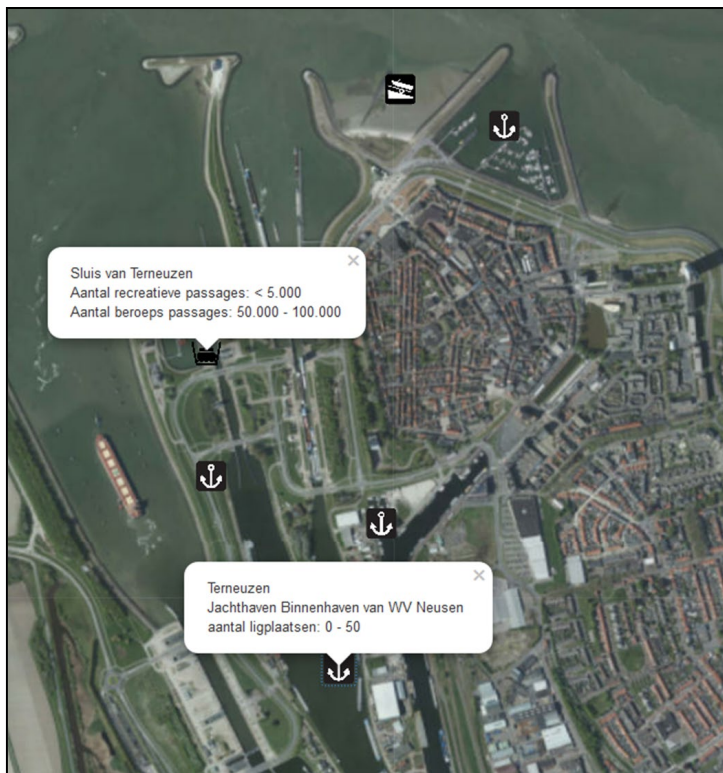 Sluis van Terneuzen
Aantal recreatieve passages: < 5.000
Aantal beroeps passages: 50.000 - 100.000
Terneuzen
Jachthaven Binnenhaven van WV Neusen
aantal ligplaatsen: 0 - 50